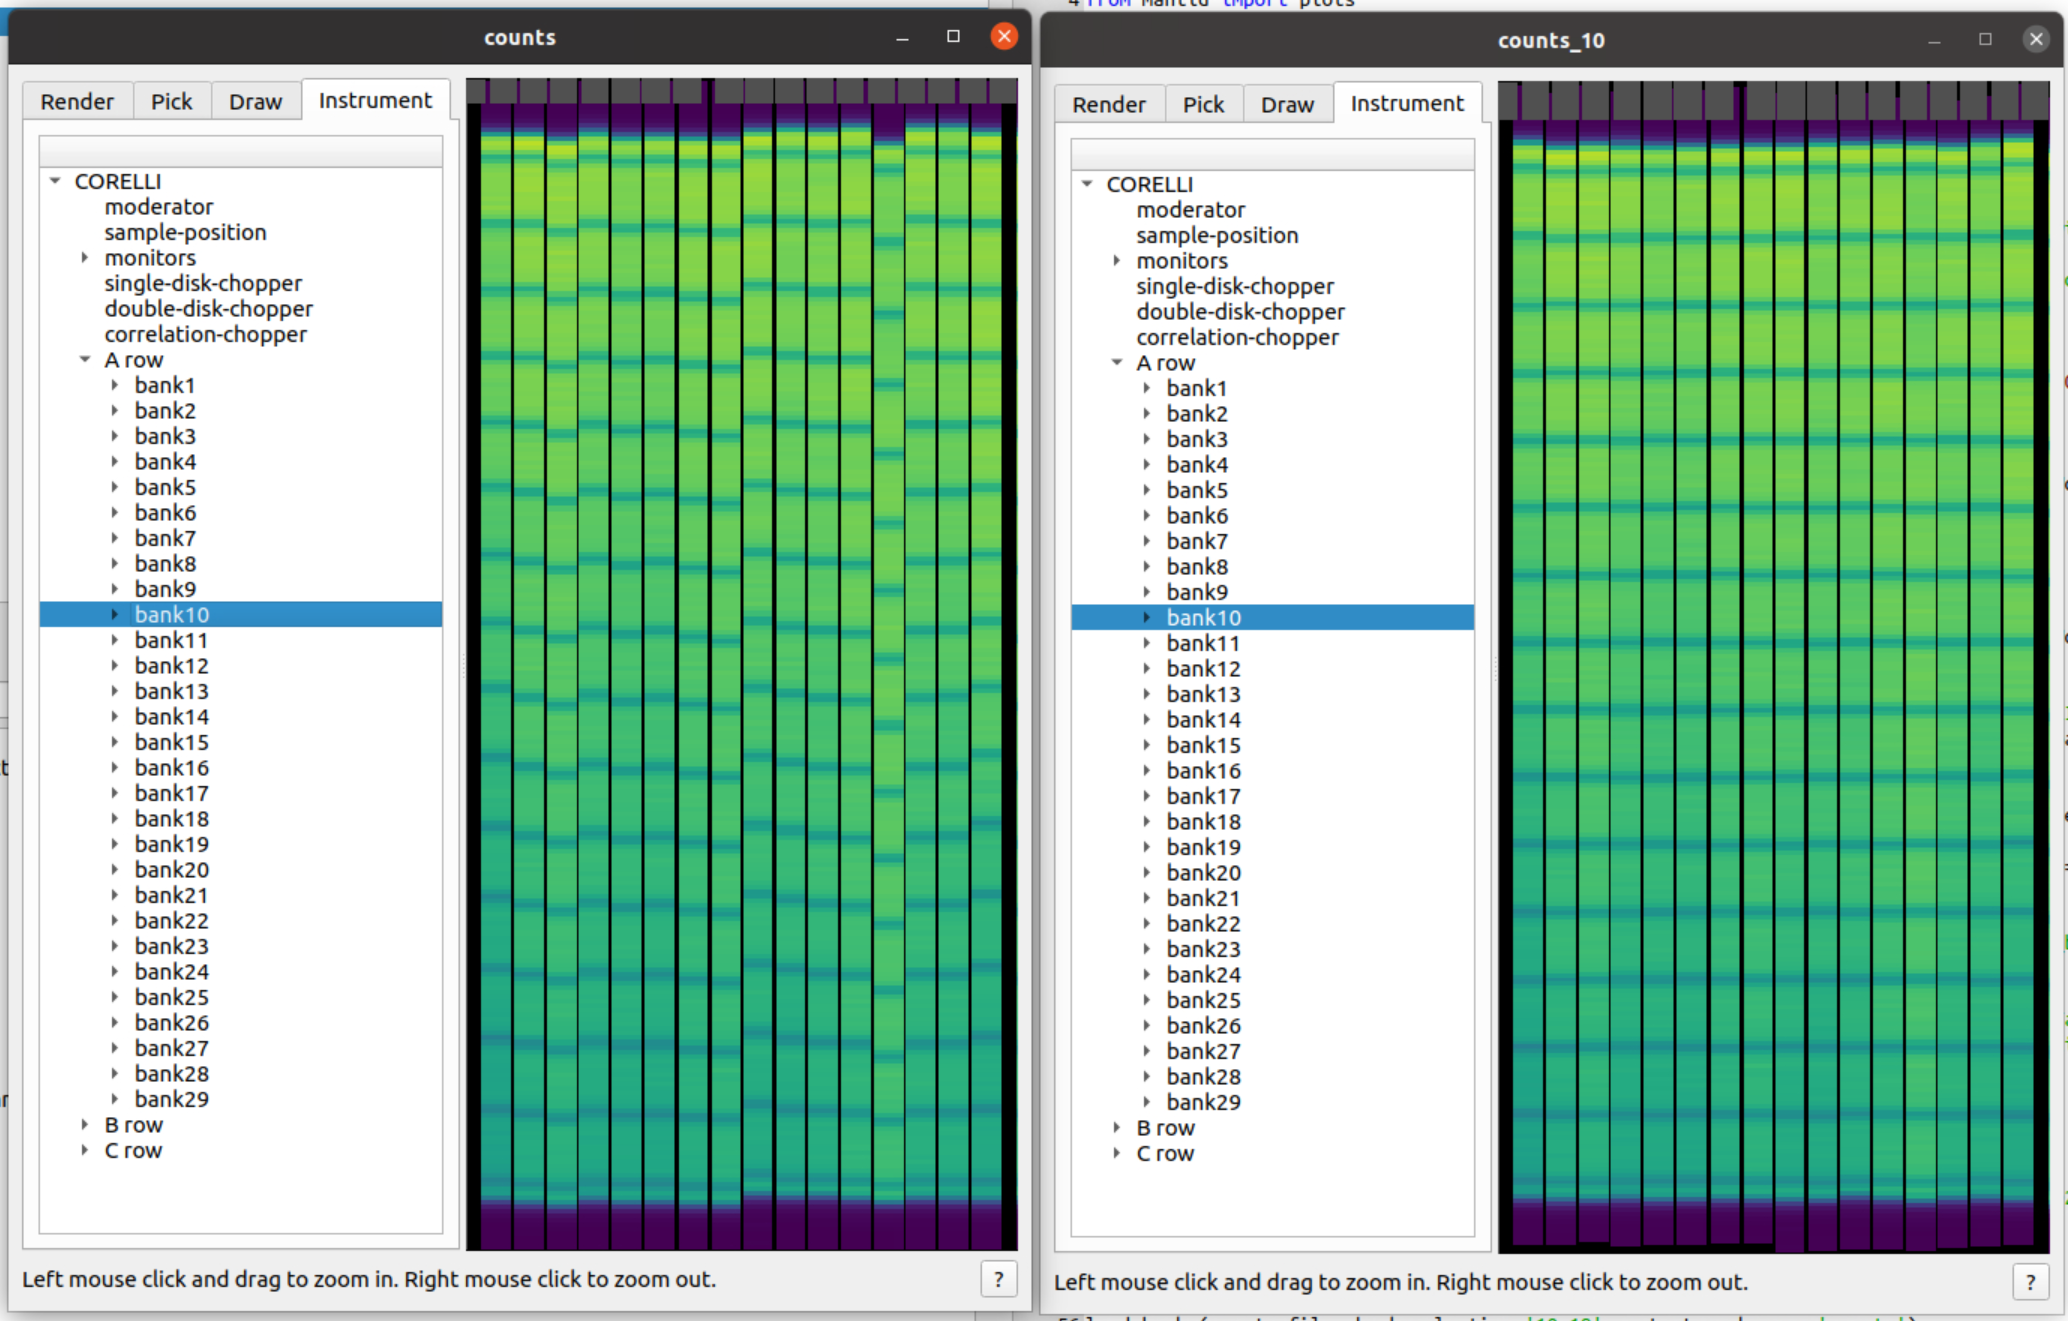 4 from mantid import plots
counts
Render Pick Draw Instrument
CORELLI
moderator
sample-position
monitors
single-disk-chopper
double-disk-chopper
correlation-chopper
A row
bank1
bank2
bank3
bank4
bank5
bank6
bank7
bank8
bank9
bank10
bank11
bank12
bank13
bank14
bank15
bank16
bank17
bank18
bank19
bank20
bank21
bank22
bank23
bank24
bank25
bank26
bank27
bank28
bank29
B row
C row
Left mouse click and drag to zoom in. Right mouse click to zoom out. ?
counts_10
Render Pick Draw Instrument
CORELLI
moderator
sample-position
monitors
single-disk-chopper
double-disk-chopper
correlation-chopper
A row
bank1
bank2
bank3
bank4
bank5
bank6
bank7
bank8
bank9
bank10
bank11
bank12
bank13
bank14
bank15
bank16
bank17
bank18
bank19
bank20
bank21
bank22
bank23
bank24
bank25
bank26
bank27
bank28
bank29
B row
C row
Left mouse click and drag to zoom in. Right mouse click to zoom out. ?